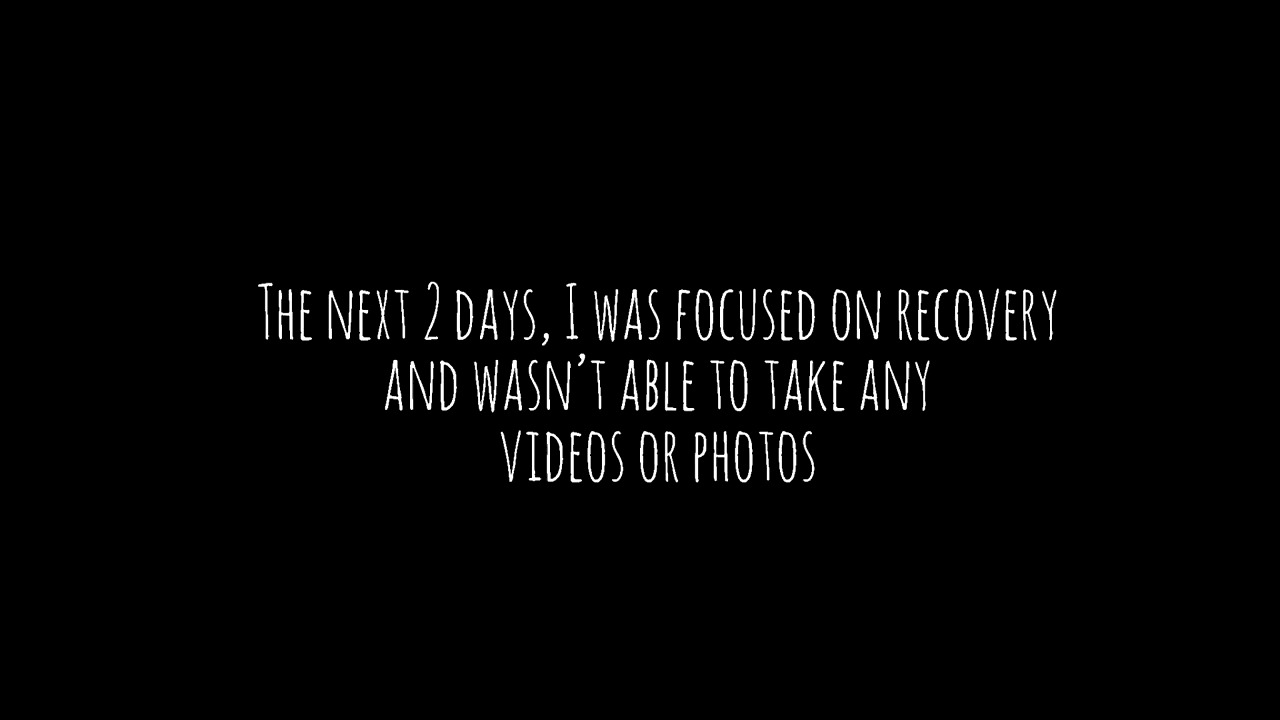 The next 2 days, I was focused on recovery
and wasn’t able to take any
videos or photos